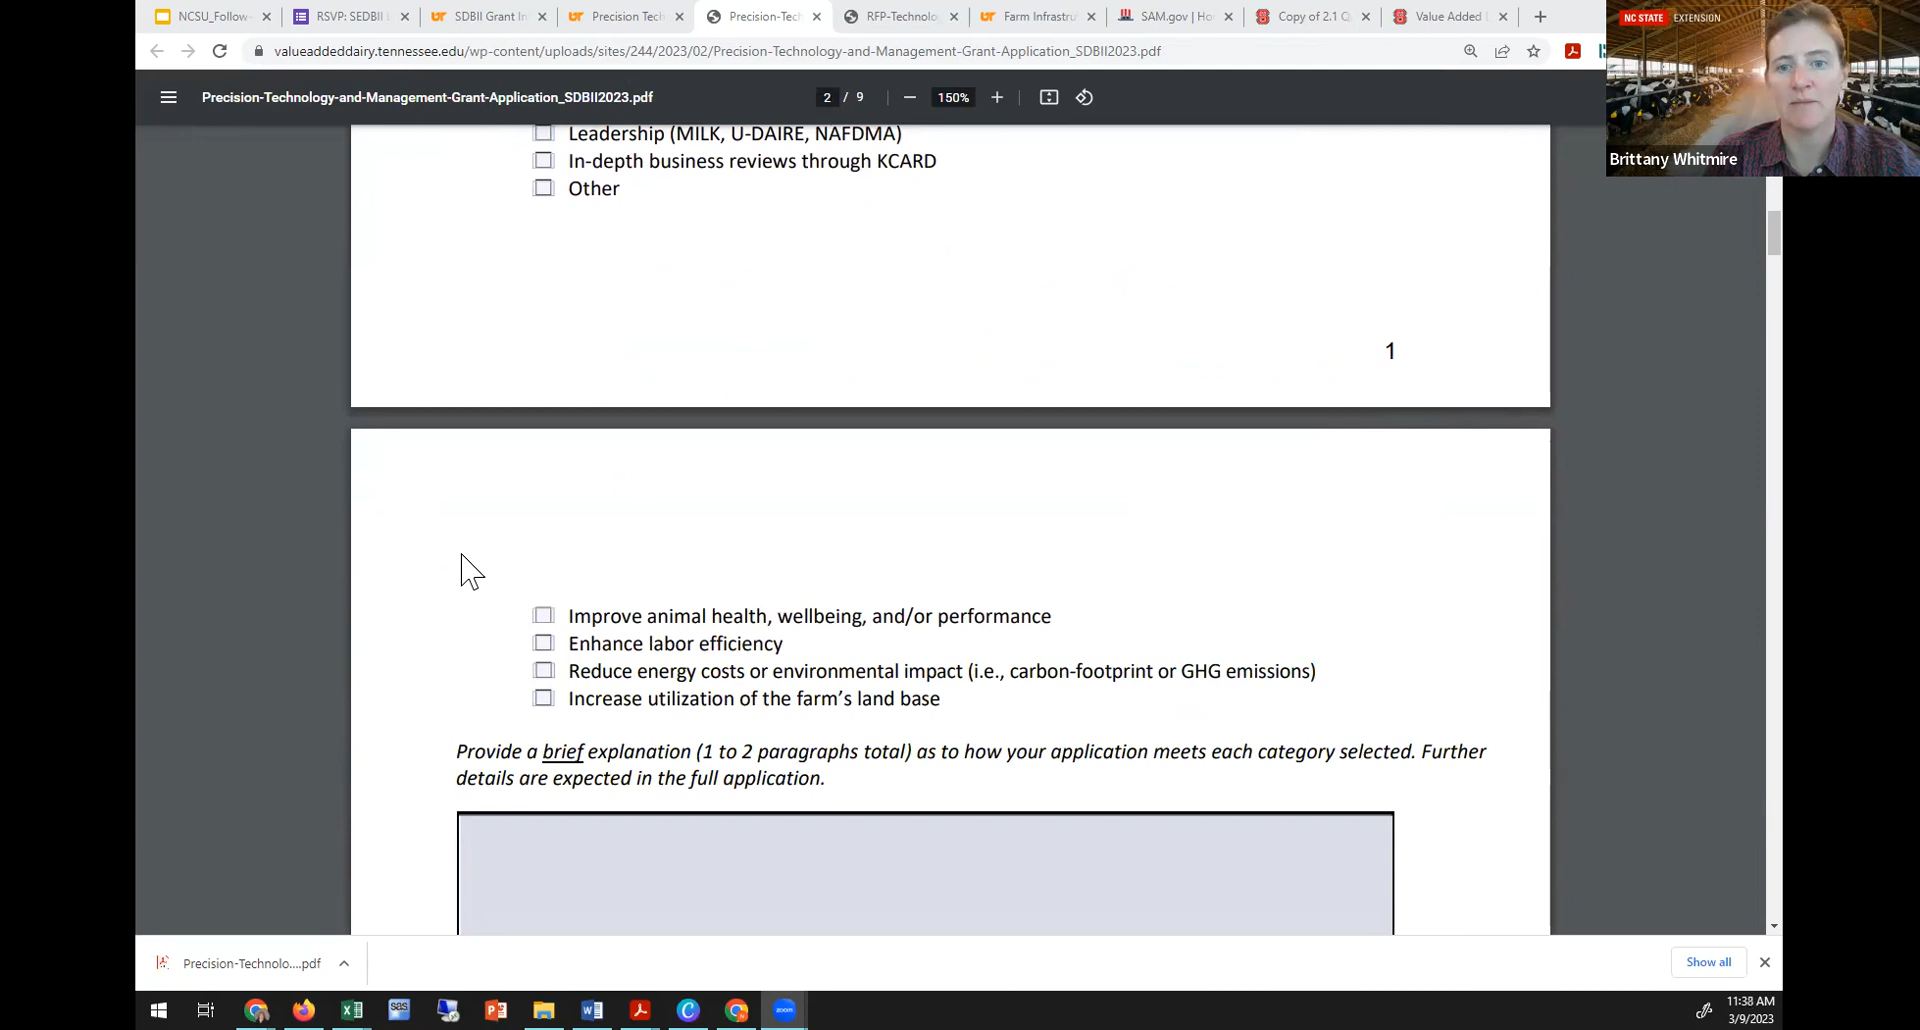 NCSU_Follow-
RSVP: SEDBII
SDBII Grant In
Precision Tech
Precision-Tech
RFP-Technolo
Farm Infrastru
SAM.gov | Ho
Copy of 2.1 Q
Value Added
NC STATE EXTENSION
valueaddeddairy.tennessee.edu/wp-content/uploads/sites/244/2023/02/Precision-Technology-and-Management-Grant-Application_SDBII2023.pdf
Precision-Technology-and-Management-Grant-Application_SDBII2023.pdf
2 / 9
150%
Brittany Whitmire
Leadership (MILK, U-DAIRE, NAFDMA)
In-depth business reviews through KCARD
Other
1
Improve animal health, wellbeing, and/or performance
Enhance labor efficiency
Reduce energy costs or environmental impact (i.e., carbon-footprint or GHG emissions)
Increase utilization of the farm’s land base
Provide a brief explanation (1 to 2 paragraphs total) as to how your application meets each category selected. Further
details are expected in the full application.
Precision-Technolo....pdf
Show all
sas
zoom
11:38 AM
3/9/2023